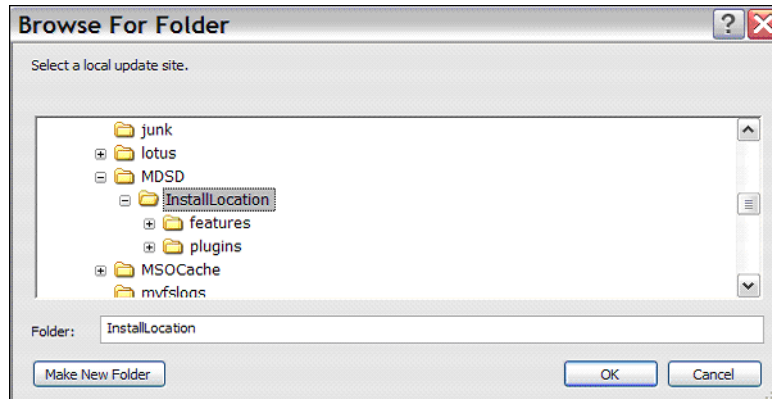 Browse For Folder
Select a local update site.
junk
lotus
MDSD
InstallLocation
features
plugins
MSOCache
myfslogs
Folder: InstallLocation
Make New Folder OK Cancel